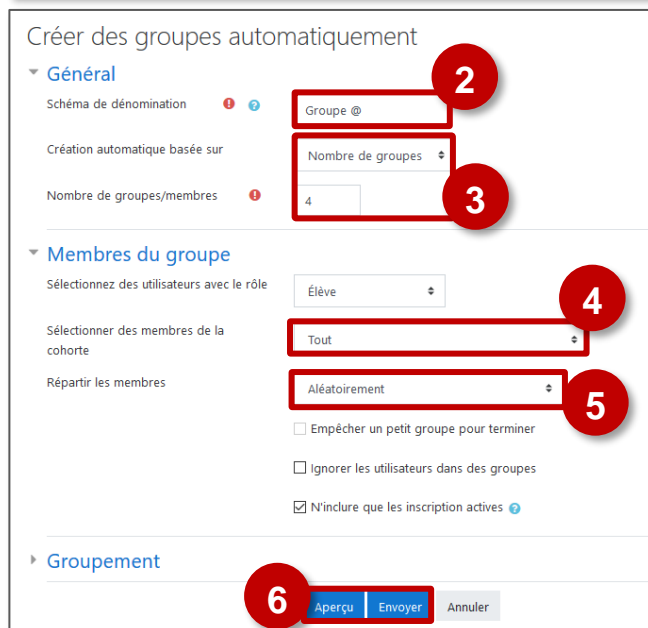 Créer des groupes automatiquement
Général
2
Schéma de dénomination
Groupe @
Création automatique basée sur
Nombre de groupes
Nombre de groupes/membres
4
3
Membres du groupe
Sélectionnez des utilisateurs avec le rôle
Élève
4
Sélectionner des membres de la
cohorte
Tout
Répartir les membres
Aléatoirement
5
Empêcher un petit groupe pour terminer
Ignorer les utilisateurs dans des groupes
N'inclure que les inscription actives
Groupement
6
Aperçu Envoyer Annuler